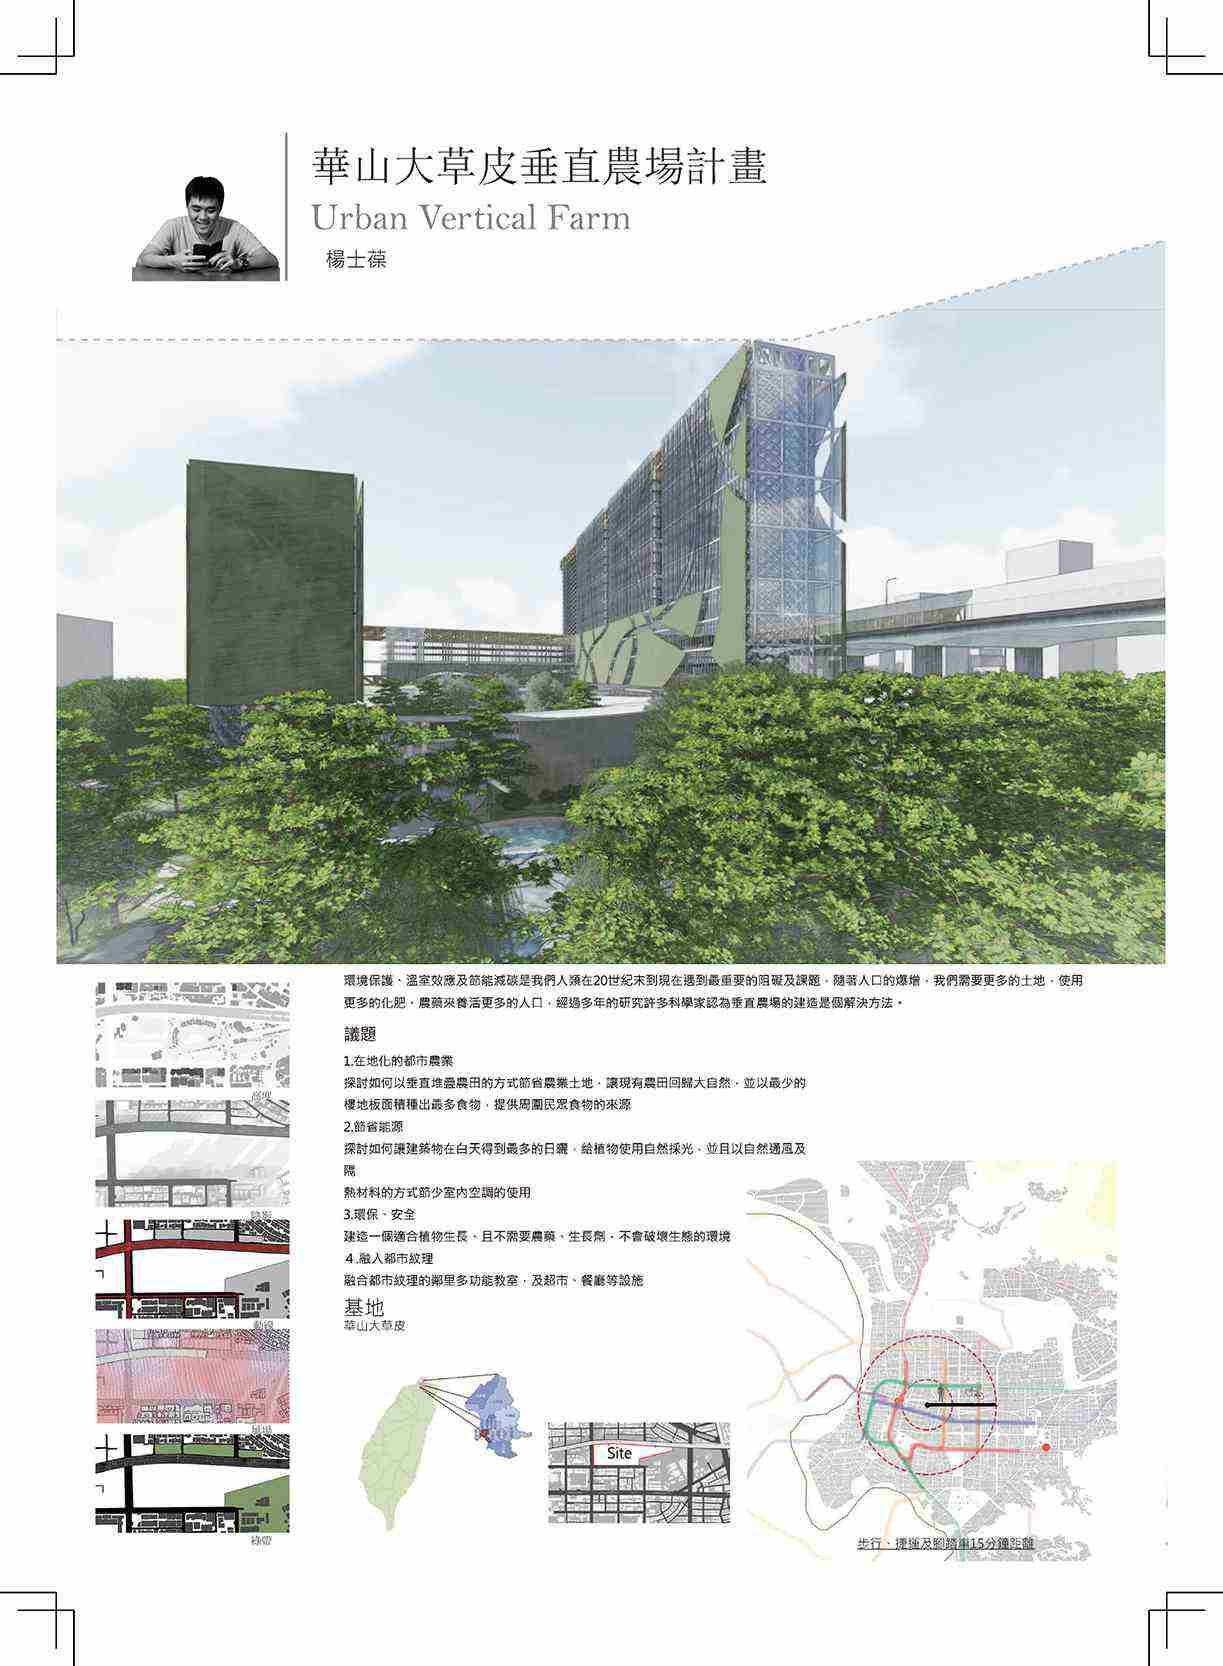 華山大草皮垂直農場計畫
Urban Vertical Farm
楊士葆
環境保護、溫室效應及節能減碳是我們人類在20世紀末到現在遇到最重要的阻礙及課題，隨著人口的爆增，我們需要更多的土地，使用
更多的化肥、農藥來養活更多的人口，經過多年的研究許多科學家認為垂直農場的建造是個解決方法。
議題
1.在地化的都市農業
探討如何以垂直堆疊農田的方式節省農業土地，讓現有農田回歸大自然，並以最少的
樓地板面積種出最多食物，提供周圍民眾食物的來源
2.節省能源
探討如何讓建築物在白天得到最多的日曬，給植物使用自然採光，並且以自然通風及
隔
熱材料的方式節少室內空調的使用
3.環保、安全
建造一個適合植物生長、且不需要農藥、生長劑，不會破壞生態的環境
４.融入都市紋理
融合都市紋理的鄰里多功能教室，及超市、餐廳等設施
基地
華山大草皮
動線
綠帶
Site
步行、捷運及腳踏車15分鐘距離